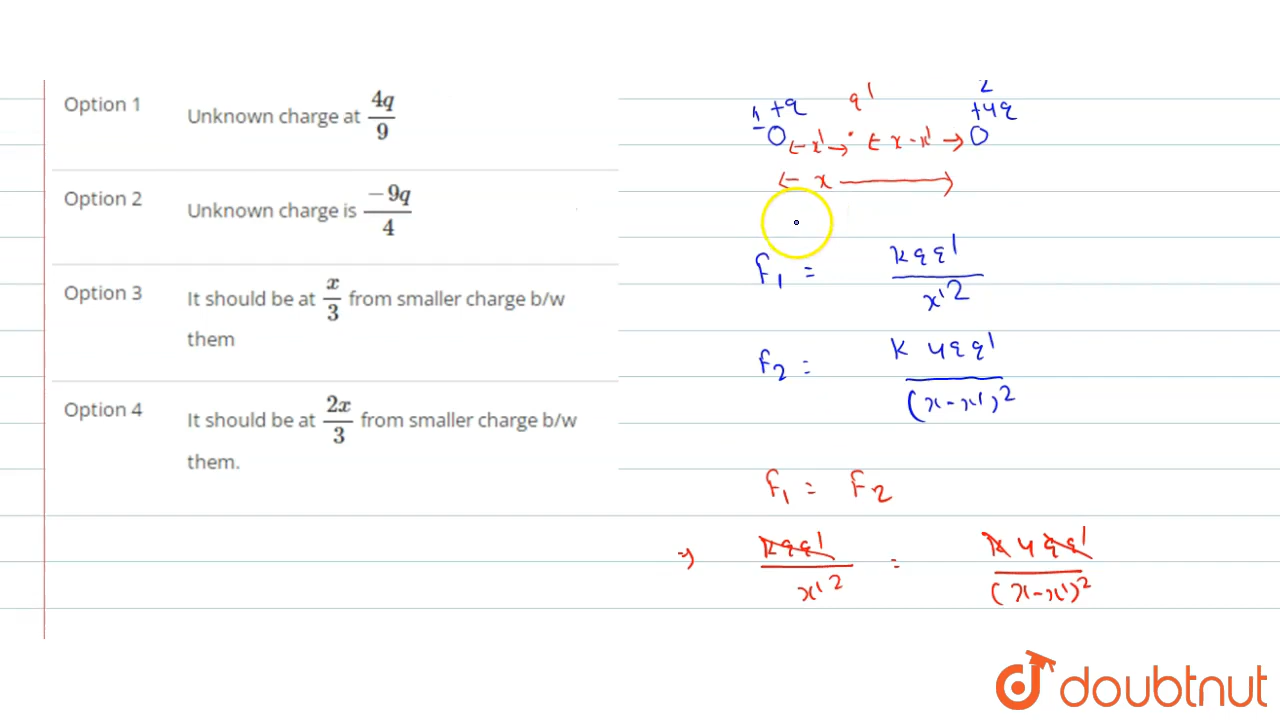 Option 1 Unknown charge at 4q/9
Option 2 Unknown charge is -9q/4
Option 3 It should be at x/3 from smaller charge b/w
them
Option 4 It should be at 2x/3 from smaller charge b/w
them.
1 q' 2
+q +4q
←x'→ ← x-x' →
← x →
F₁ = kqq'/x'²
F₂ = k4qq'/(x-x')²
F₁ = F₂
⇒ kqq'/x'² = k4qq'/(x-x')²
doubtnut